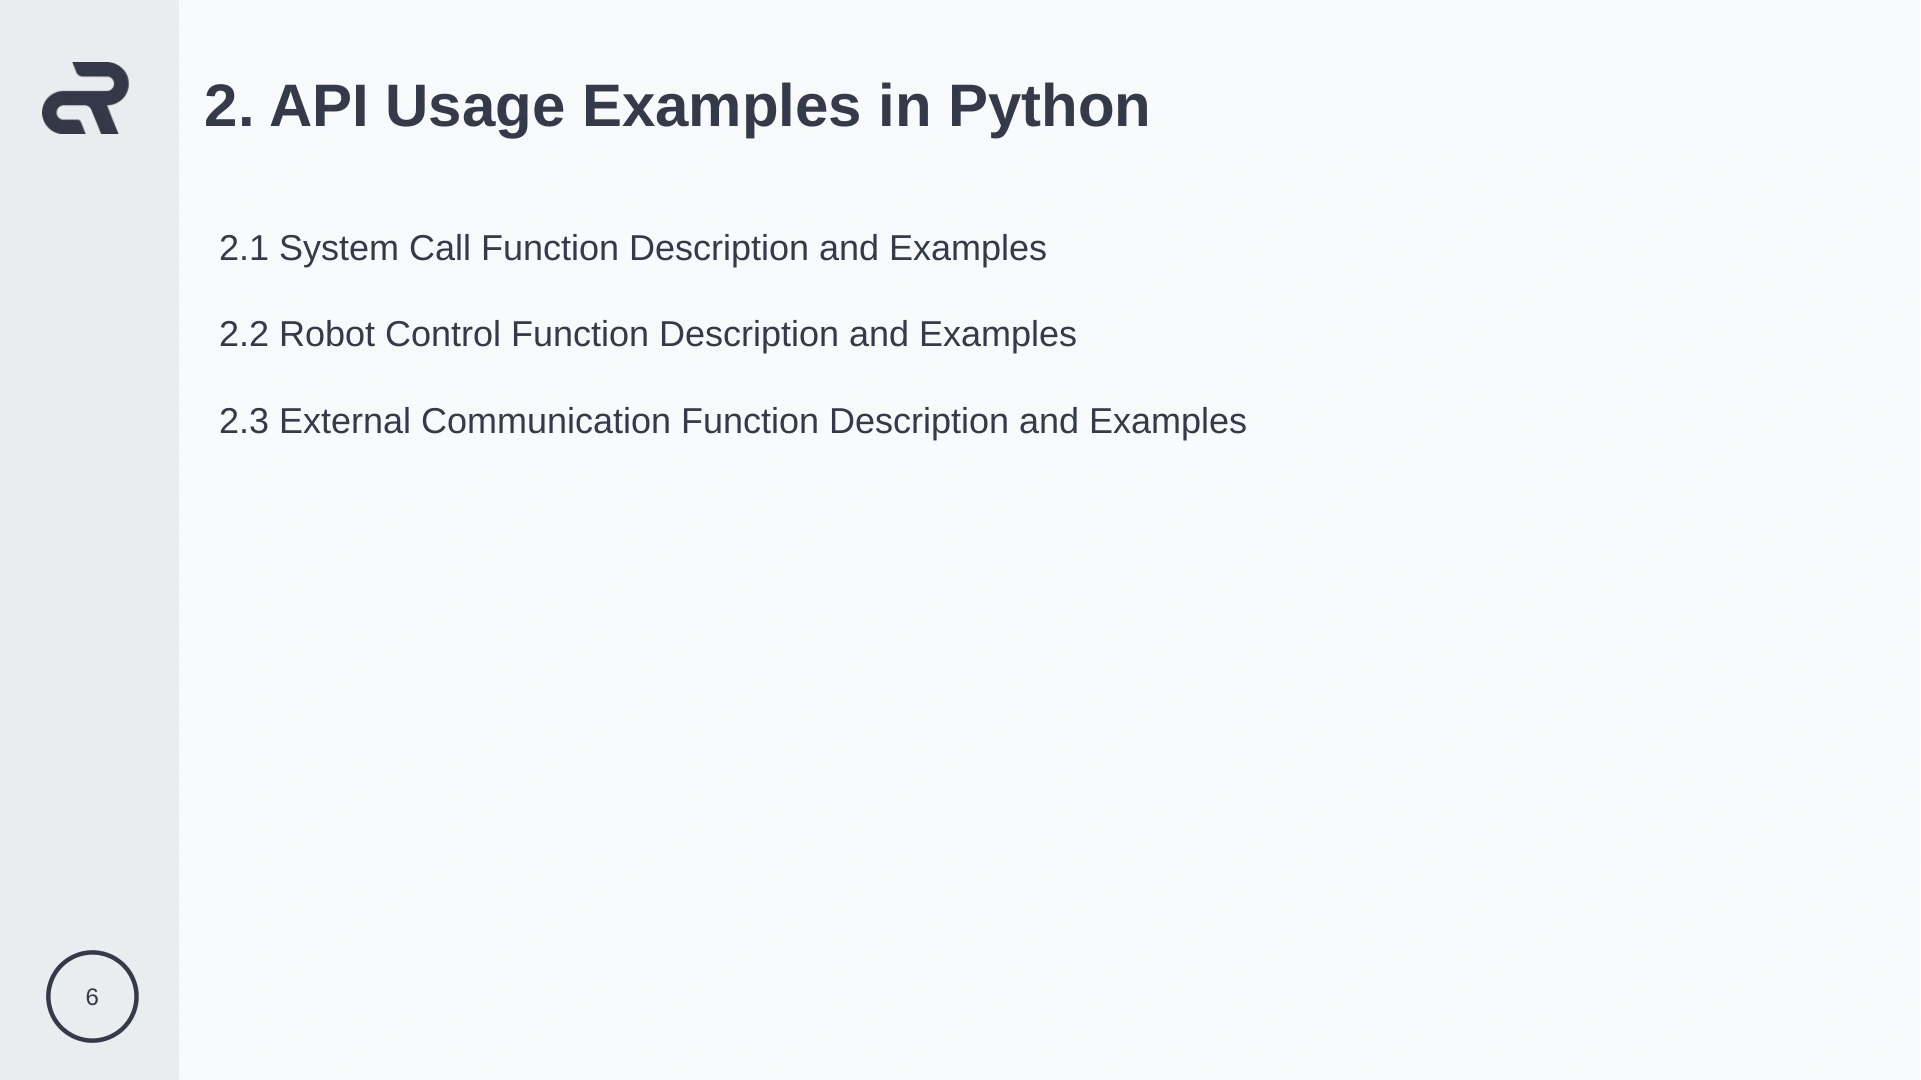 2. API Usage Examples in Python
2.1 System Call Function Description and Examples
2.2 Robot Control Function Description and Examples
2.3 External Communication Function Description and Examples
6